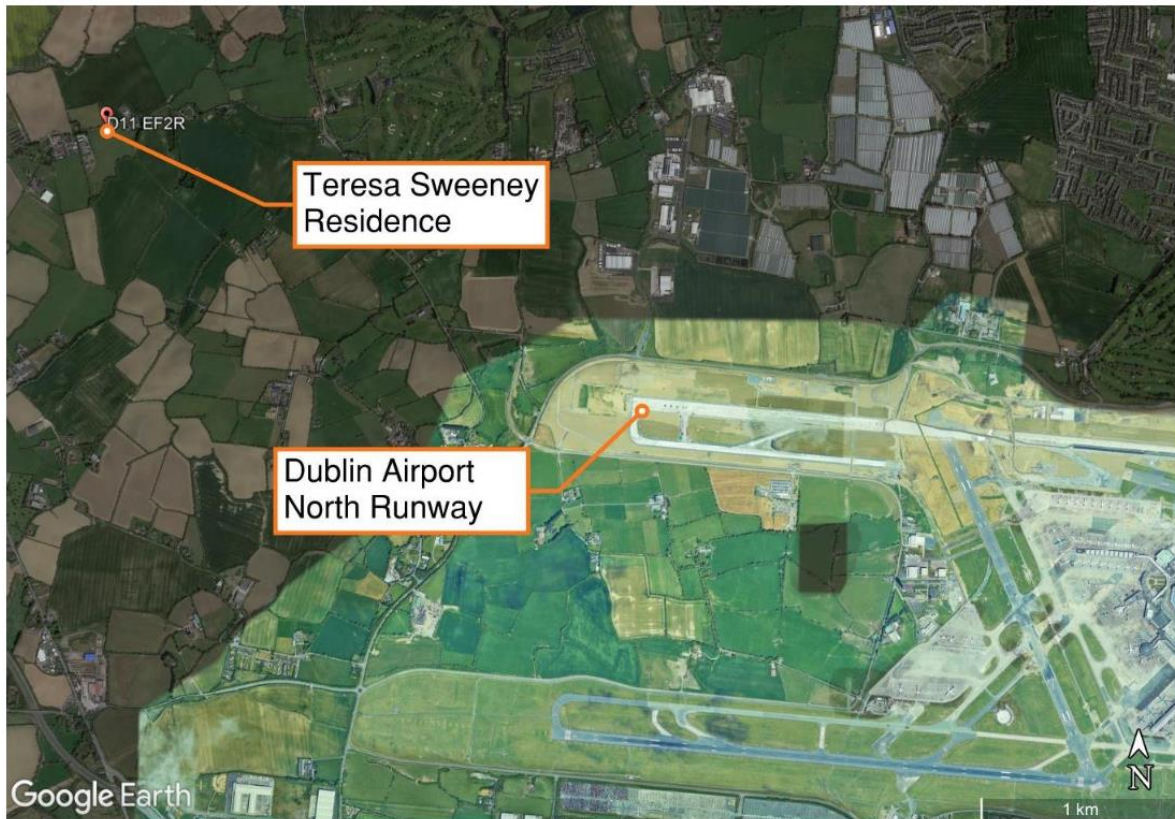 D11 EF2R
Teresa Sweeney
Residence
Dublin Airport
North Runway
Google Earth
N
1 km